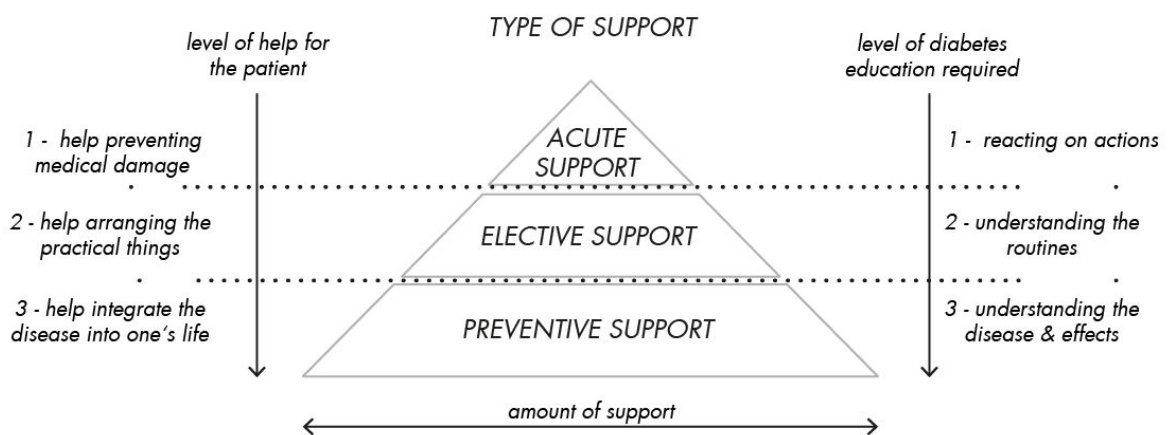 TYPE OF SUPPORT
level of help for
the patient
level of diabetes
education required
1 - help preventing
medical damage
ACUTE
SUPPORT
1 - reacting on actions
2 - help arranging the
practical things
ELECTIVE SUPPORT
2 - understanding the
routines
3 - help integrate the
disease into one's life
PREVENTIVE SUPPORT
3 - understanding the
disease & effects
amount of support